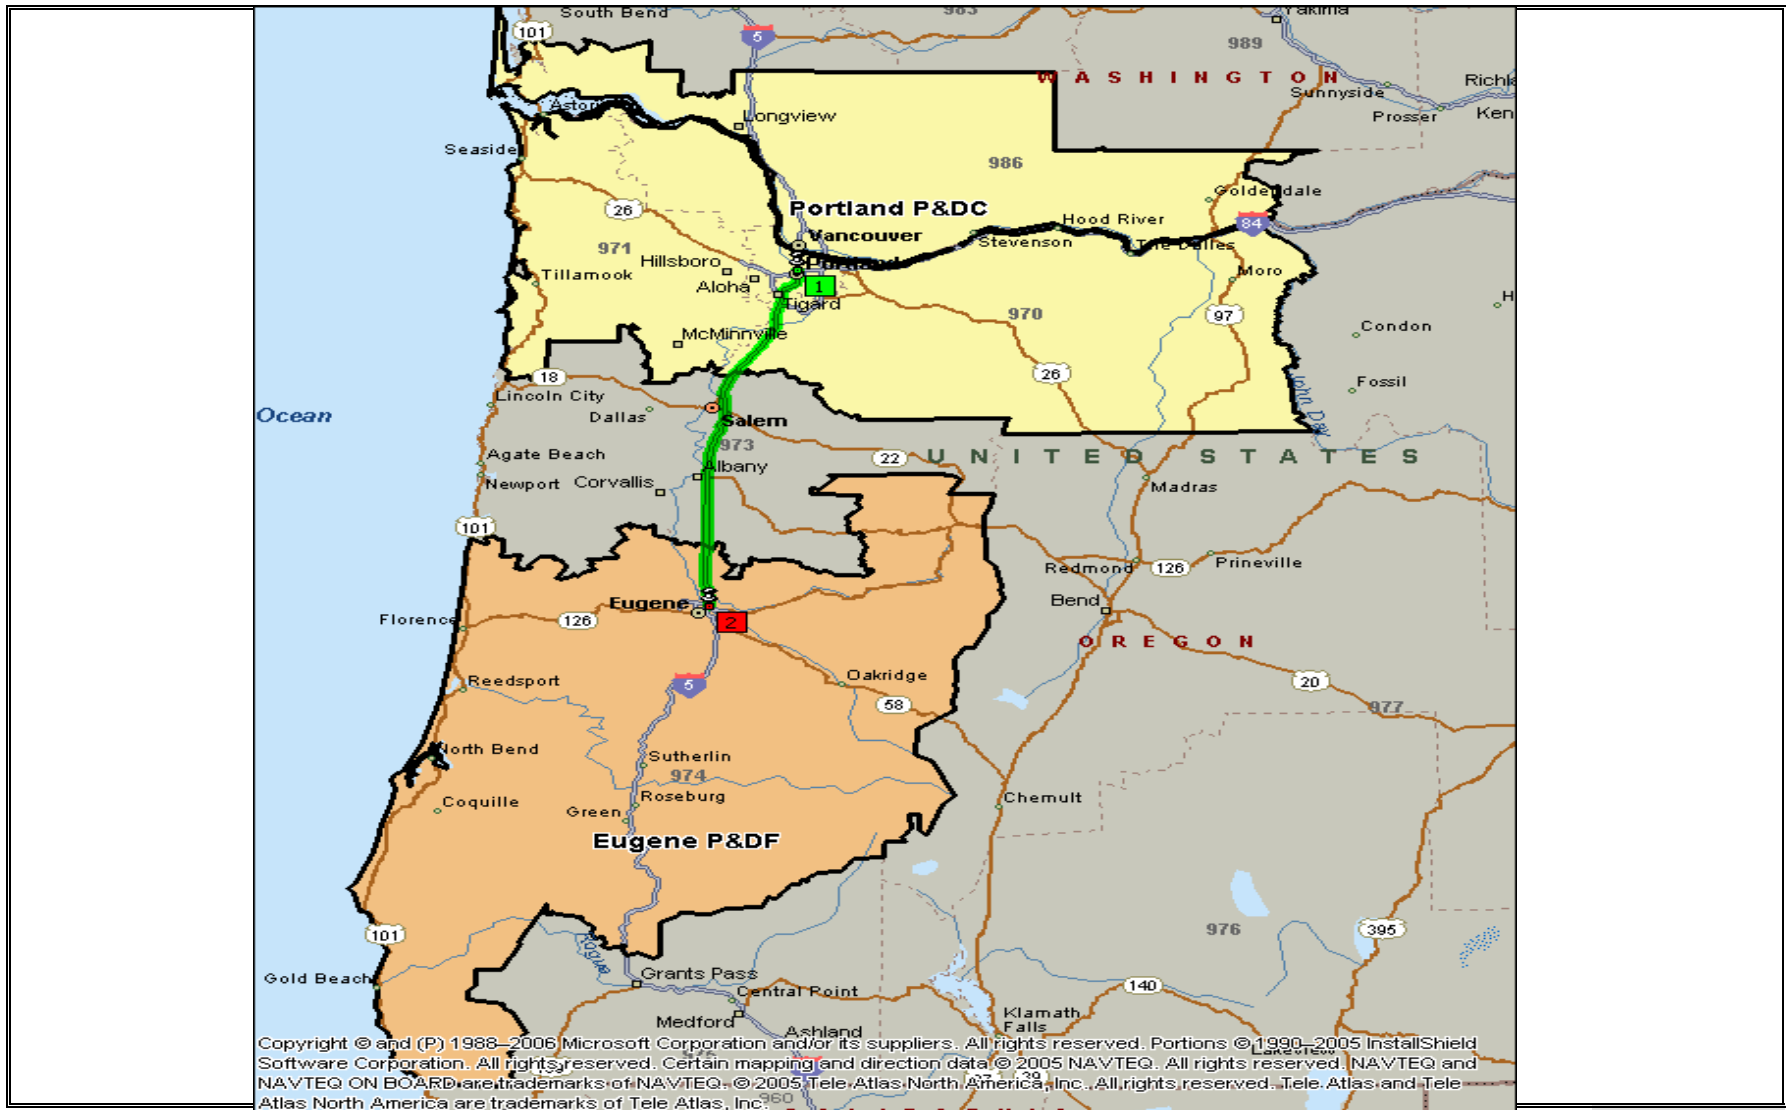 South Bend
983
Yakima
101
5
989
WASHINGTON
Sunnyside
Prosser
Longview
Seaside
986
Goldendale
26
Portland P&DC
Hood River
84
Vancouver
Stevenson
The Dalles
971
Hillsboro
Portland
Tillamook
Aloha
1
Moro
Tigard
970
97
McMinnville
Condon
18
26
Fossil
Lincoln City
Dallas
John Day
Ocean
Salem
973
22
UNITED STATES
Agate Beach
Albany
Newport
Corvallis
Madras
101
Redmond
126
Prineville
Bend
Eugene
Florence
126
2
OREGON
Reedsport
5
Oakridge
20
58
977
North Bend
Sutherlin
974
Coquille
Roseburg
Green
Chemult
Eugene P&DF
101
976
395
Rogue
Gold Beach
Grants Pass
Central Point
140
Medford
Ashland
Klamath
Falls
Copyright © and (P) 1988–2006 Microsoft Corporation and/or its suppliers. All rights reserved. Portions © 1990–2005 InstallShield
Software Corporation. All rights reserved. Certain mapping and direction data © 2005 NAVTEQ. All rights reserved. NAVTEQ and
NAVTEQ ON BOARD are trademarks of NAVTEQ. © 2005 Tele Atlas North America, Inc. All rights reserved. Tele Atlas and Tele
Atlas North America are trademarks of Tele Atlas, Inc.
960